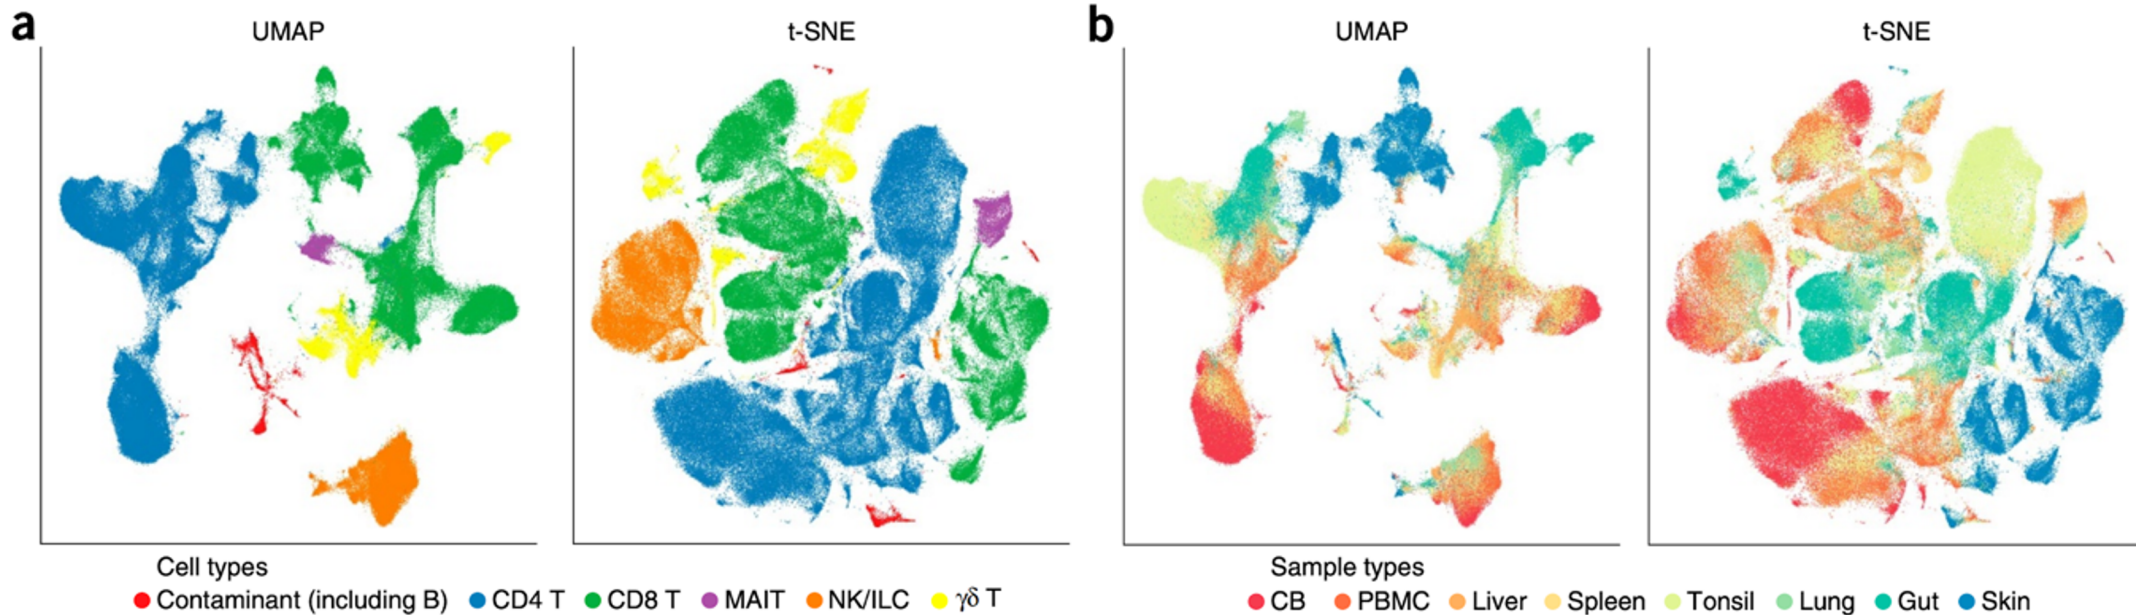 a
UMAP
t-SNE
Cell types
Contaminant (including B) CD4 T CD8 T MAIT NK/ILC γδ T
b
UMAP
t-SNE
Sample types
CB PBMC Liver Spleen Tonsil Lung Gut Skin